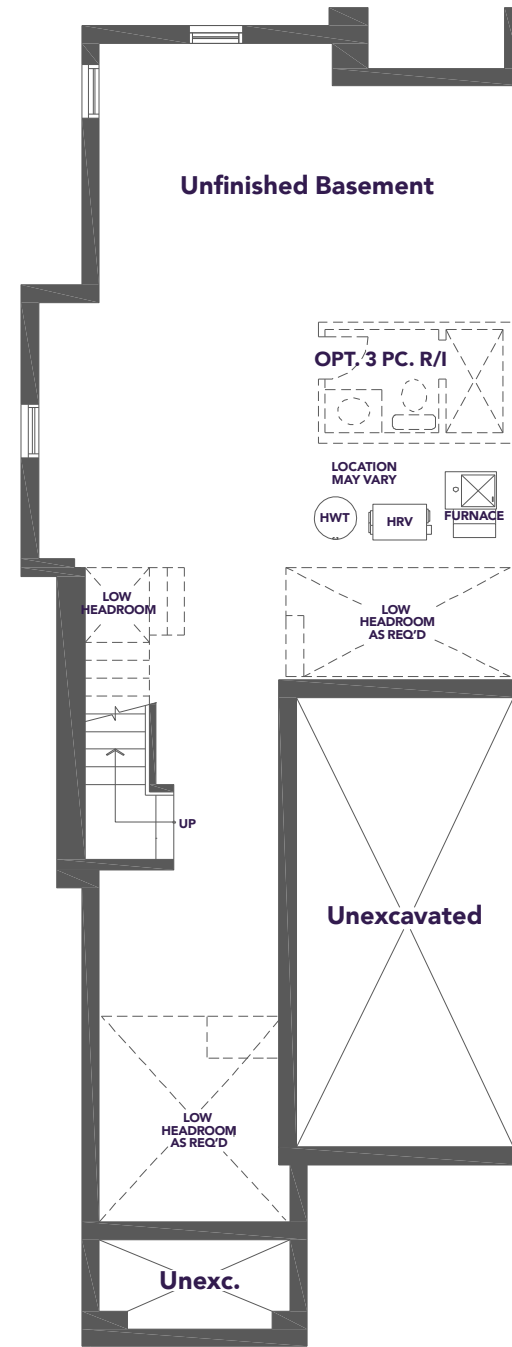 Unfinished Basement
OPT. 3 PC. R/I
LOCATION
MAY VARY
HWT
HRV
FURNACE
LOW
HEADROOM
LOW
HEADROOM
AS REQ'D
UP
Unexcavated
LOW
HEADROOM
AS REQ'D
Unexc.